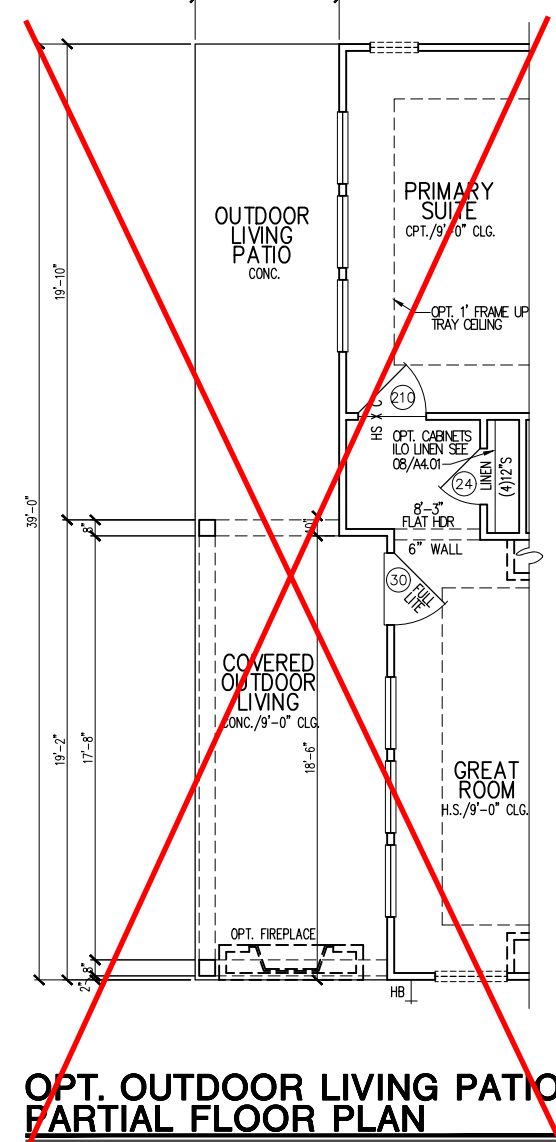 OUTDOOR
LIVING
PATIO
CONC.
PRIMARY
SUITE
CPT./9'-0" CLG.
OPT. 1' FRAME UP
TRAY CEILING
19'-10"
39'-0"
210
HS X C
OPT. CABINETS
ILO LINEN SEE
08/A4.01
LINEN
(4)12"S
24
8'-3"
FLAT HDR
6" WALL
8"
30
FULL
LITE
COVERED
OUTDOOR
LIVING
CONC./9'-0" CLG.
19'-2"
17'-8"
18'-6"
GREAT
ROOM
H.S./9'-0" CLG.
OPT. FIREPLACE
8"
2"
HB
OPT. OUTDOOR LIVING PATIO
PARTIAL FLOOR PLAN